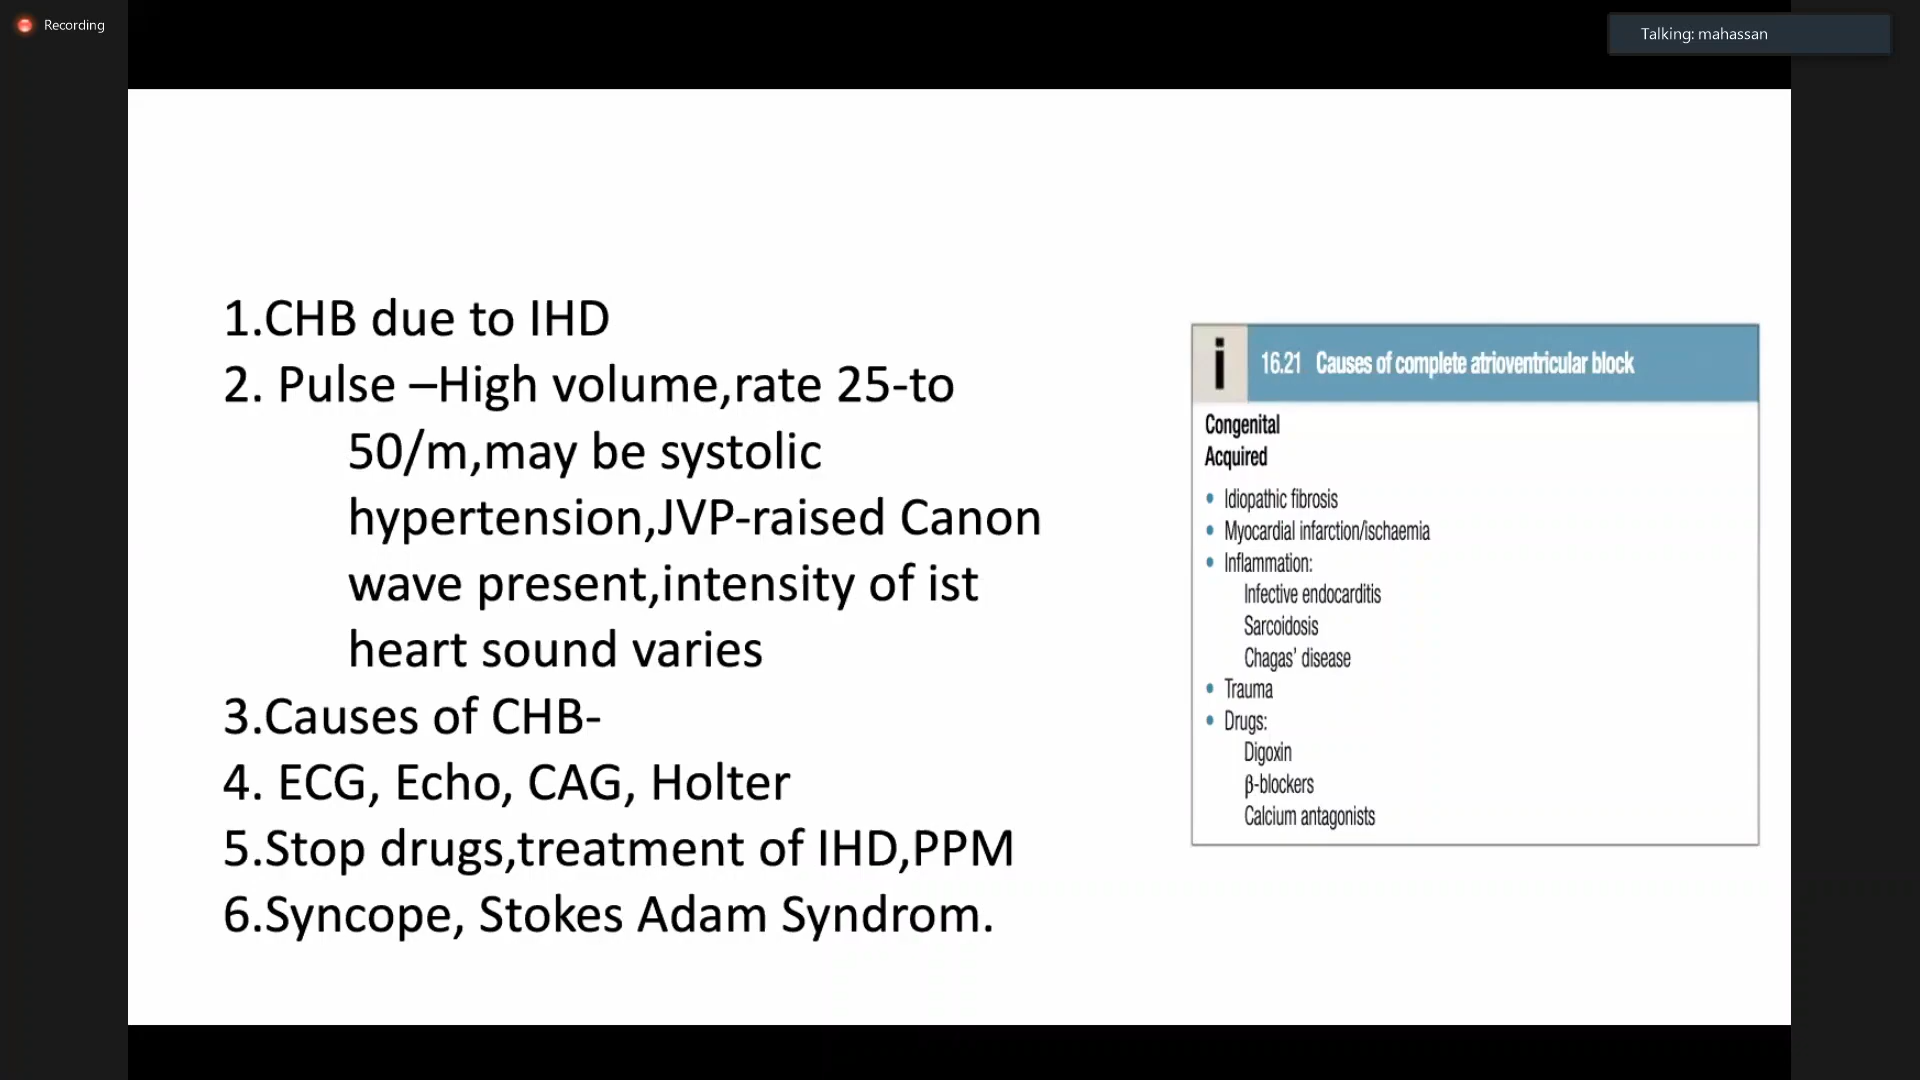 Recording
Talking: mahassan
1.CHB due to IHD
2. Pulse –High volume,rate 25-to
50/m,may be systolic
hypertension,JVP-raised Canon
wave present,intensity of ist
heart sound varies
3.Causes of CHB-
4. ECG, Echo, CAG, Holter
5.Stop drugs,treatment of IHD,PPM
6.Syncope, Stokes Adam Syndrom.
i 16.21 Causes of complete atrioventricular block
Congenital
Acquired
• Idiopathic fibrosis
• Myocardial infarction/ischaemia
• Inflammation:
Infective endocarditis
Sarcoidosis
Chagas’ disease
• Trauma
• Drugs:
Digoxin
β-blockers
Calcium antagonists